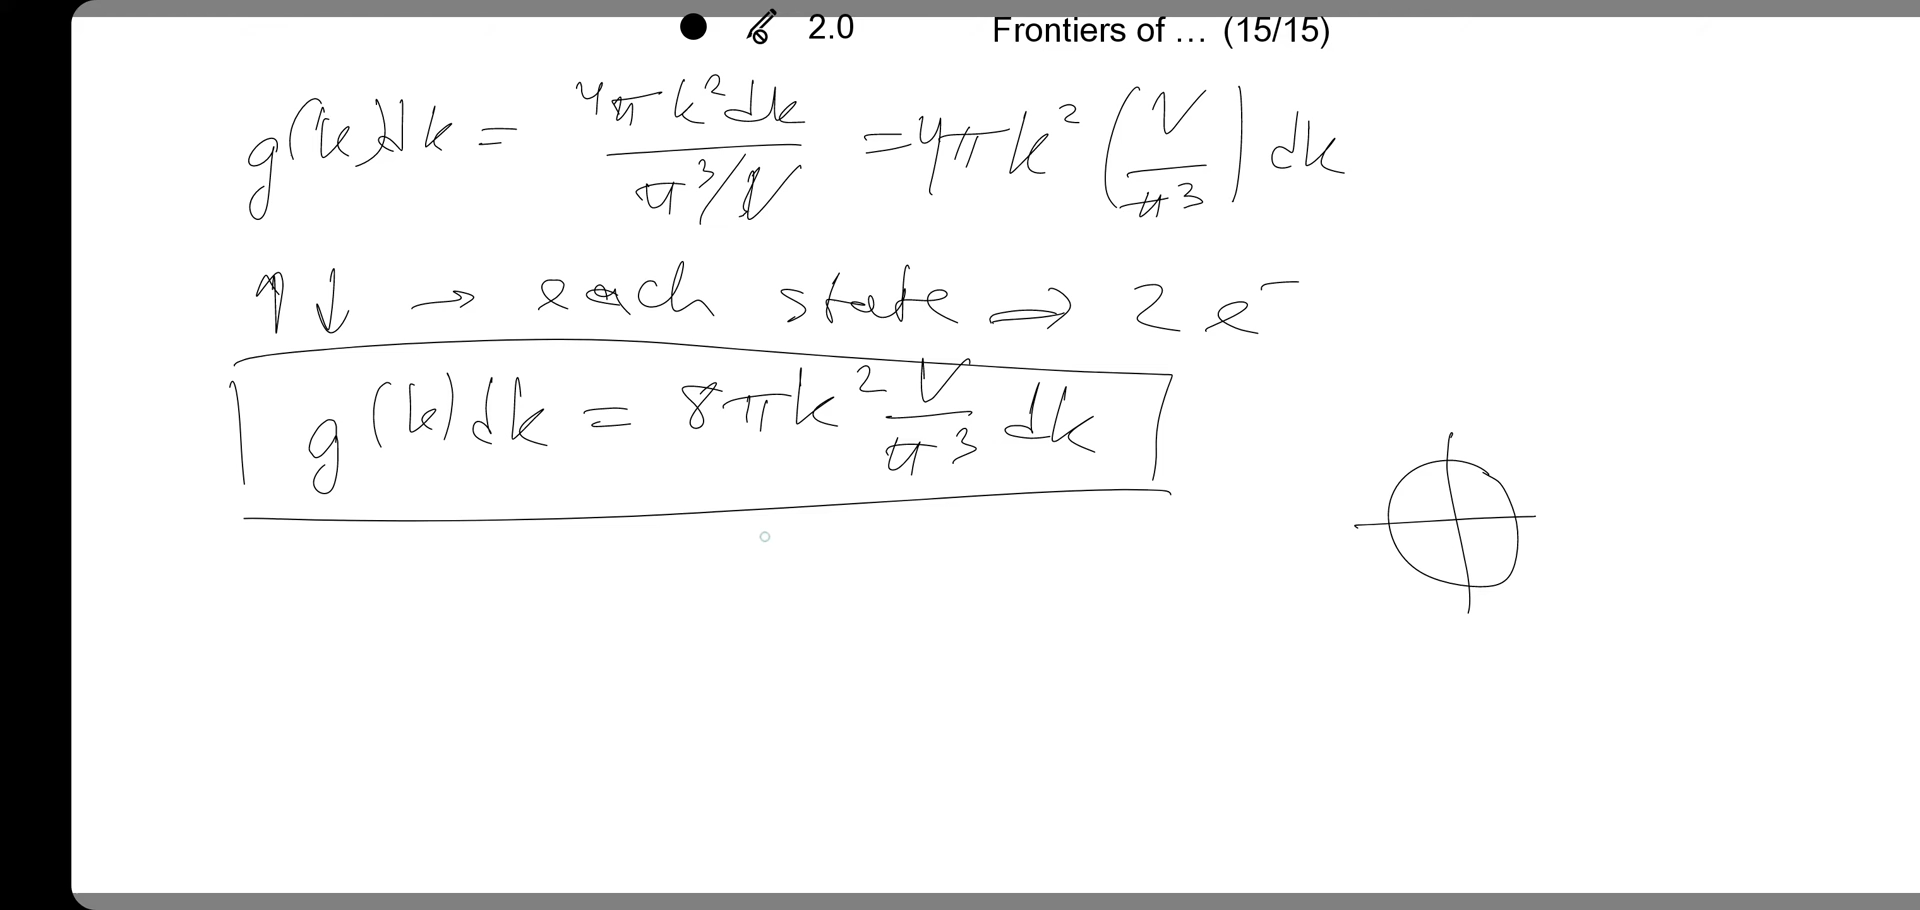 2.0 Frontiers of ... (15/15)
g(k)dk = 4πk²dk / π³/V = 4πk² (V/π³) dk
↑↓ → each state ⇒ 2 e⁻
g(k)dk = 8πk² V/π³ dk